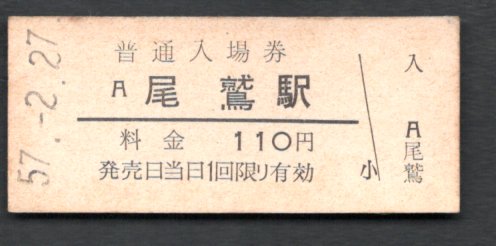 57.-2.27
普通入場券
A 尾鷲駅
料金 110円
発売日当日1回限り有効
小
入
A
尾鷲